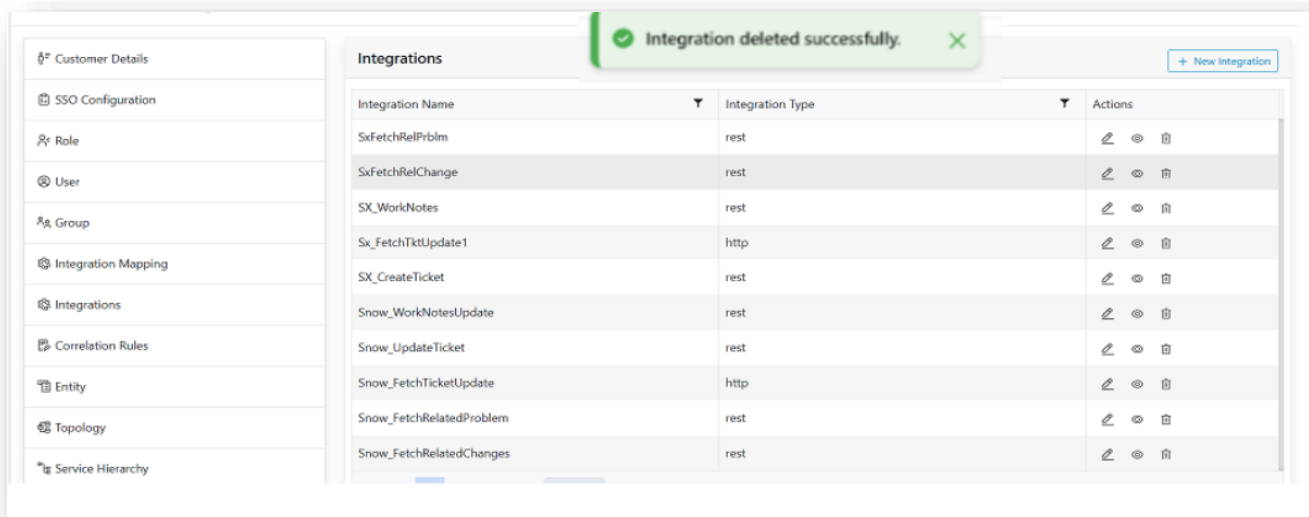 Integration deleted successfully.
Customer Details
SSO Configuration
Role
User
Group
Integration Mapping
Integrations
Correlation Rules
Entity
Topology
Service Hierarchy
Integrations
+ New Integration
Integration Name Integration Type Actions
SxFetchRelPrblm rest
SxFetchRelChange rest
SX_WorkNotes rest
Sx_FetchTktUpdate1 http
SX_CreateTicket rest
Snow_WorkNotesUpdate rest
Snow_UpdateTicket rest
Snow_FetchTicketUpdate http
Snow_FetchRelatedProblem rest
Snow_FetchRelatedChanges rest